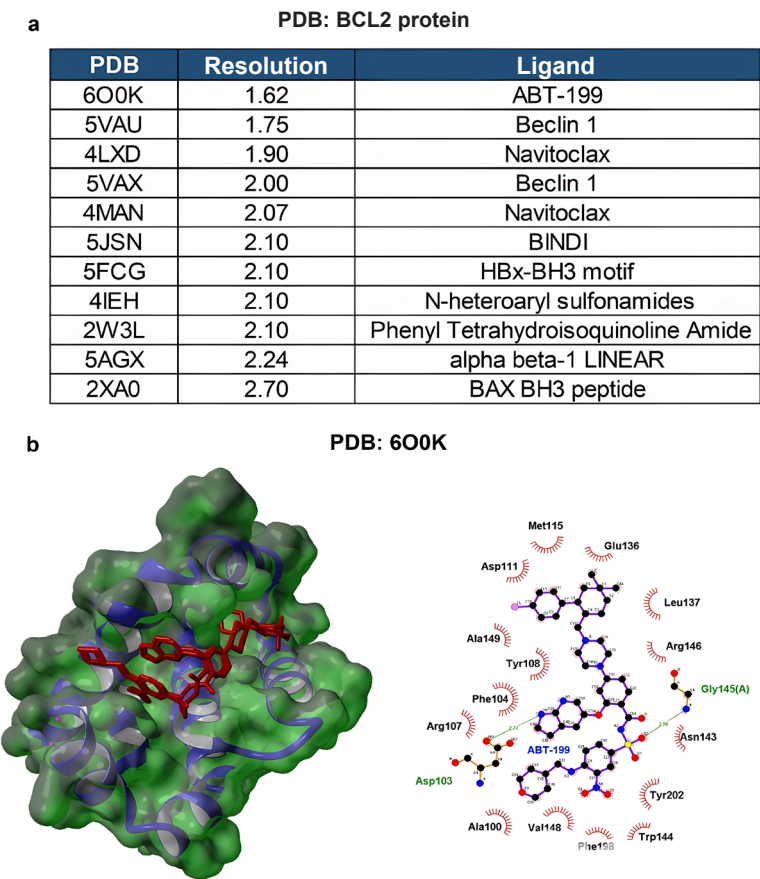 a
PDB: BCL2 protein
PDB Resolution Ligand
6O0K 1.62 ABT-199
5VAU 1.75 Beclin 1
4LXD 1.90 Navitoclax
5VAX 2.00 Beclin 1
4MAN 2.07 Navitoclax
5JSN 2.10 BINDI
5FCG 2.10 HBx-BH3 motif
4IEH 2.10 N-heteroaryl sulfonamides
2W3L 2.10 Phenyl Tetrahydroisoquinoline Amide
5AGX 2.24 alpha beta-1 LINEAR
2XA0 2.70 BAX BH3 peptide
b
PDB: 6O0K
Met115
Glu136
Asp111
Leu137
Ala149
Arg146
Tyr108
Gly145(A)
Phe104
Arg107
Asn143
ABT-199
Asp103
Tyr202
Ala100
Val148
Trp144
Phe198